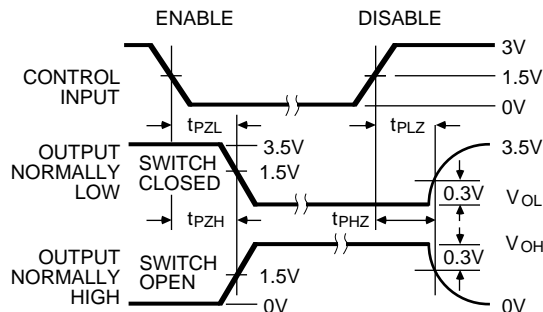 ENABLE DISABLE
3V
CONTROL INPUT 1.5V
0V
tPZL tPLZ
OUTPUT NORMALLY LOW
SWITCH CLOSED
3.5V
1.5V
3.5V
0.3V VOL
tPZH tPHZ
OUTPUT NORMALLY HIGH
SWITCH OPEN
1.5V
0V
VOH
0.3V
0V